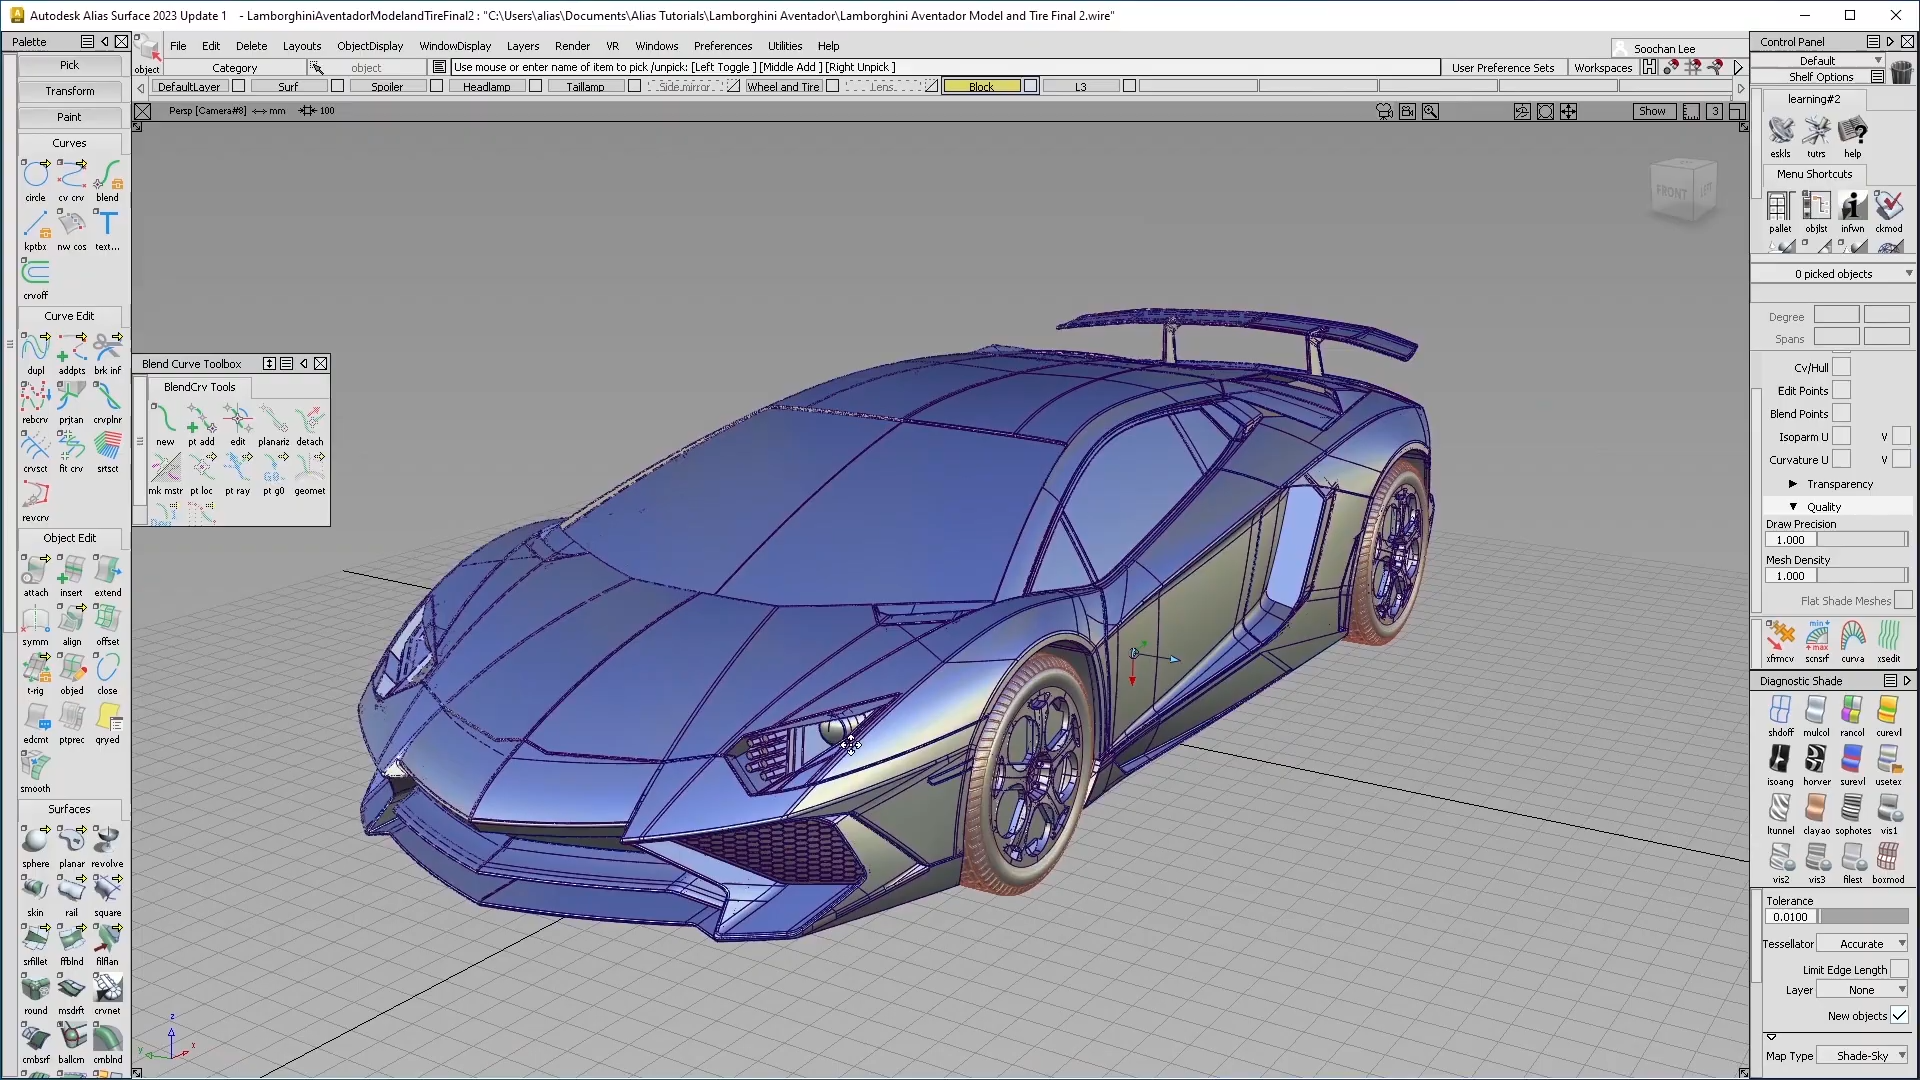 Autodesk Alias Surface 2023 Update 1    - LamborghiniAventadorModelandTireFinal2 : "C:\Users\alias\Documents\Alias Tutorials\Lamborghini Aventador\Lamborghini Aventador Model and Tire Final 2.wire"
Palette
Pick
Transform
Paint
Curves
circle cv crv blend
kptbx nw cos text...
crvoff
Curve Edit
dupl addpts brk inf
rebcrv prjtan crvplnr
crvsct fit crv srtsct
revcrv
Object Edit
attach insert extend
symm align offset
t-rig objed close
edcmt ptprec qryed
smooth
Surfaces
sphere planar revolve
skin rail square
srfillet ffblnd filflan
round msdrft crvnet
cmbsrf ballcrn cmblnd
object
File Edit Delete Layouts ObjectDisplay WindowDisplay Layers Render VR Windows Preferences Utilities Help
Soochan Lee
Category object Use mouse or enter name of item to pick /unpick: [Left Toggle ] [Middle Add ] [Right Unpick ] User Preference Sets Workspaces
DefaultLayer Surf Spoiler Headlamp Taillamp Side_mirror Wheel and Tire Lens Block L3
Persp [Camera#8] mm 100 Show 3
FRONT LEFT
Blend Curve Toolbox
BlendCrv Tools
new pt add edit planariz detach
mk mstr pt loc pt ray pt g0 geomet
z
y x
Control Panel
Default
Shelf Options
learning#2
eskls tutrs help
Menu Shortcuts
pallet objlst infwn ckmod
0 picked objects
Degree
Spans
Cv/Hull
Edit Points
Blend Points
Isoparm U V
Curvature U V
Transparency
Quality
Draw Precision
1.000
Mesh Density
1.000
Flat Shade Meshes
xfrmcv scnsrf curva xsedit
Diagnostic Shade
shdoff mulcol rancol curevl
isoang horver surevl usetex
ltunnel clayao sophotes vis1
vis2 vis3 filest boxmod
Tolerance
0.0100
Tessellator Accurate
Limit Edge Length
Layer None
New objects
Map Type Shade-Sky